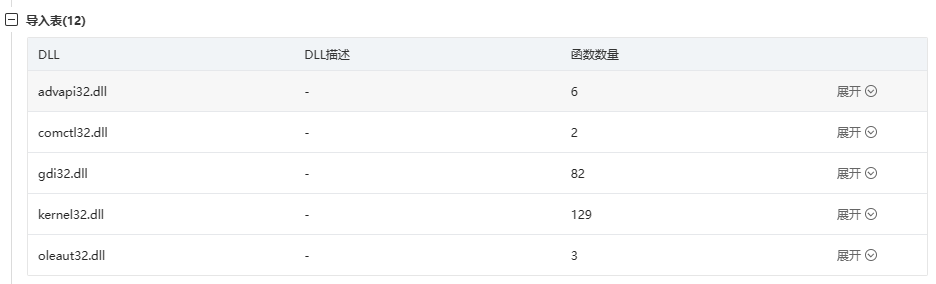 导入表(12)
DLL DLL描述 函数数量
advapi32.dll - 6 展开
comctl32.dll - 2 展开
gdi32.dll - 82 展开
kernel32.dll - 129 展开
oleaut32.dll - 3 展开